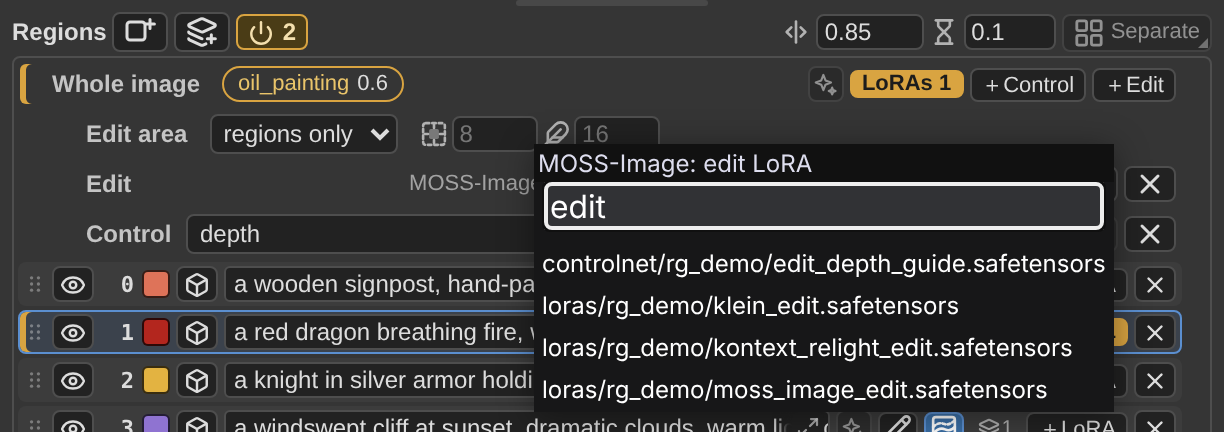 Regions 2 0.85 0.1 Separate
Whole image oil_painting 0.6 LoRAs 1 + Control + Edit
Edit area regions only 8 16
MOSS-Image: edit LoRA
Edit MOSS-Image
edit
Control depth
controlnet/rg_demo/edit_depth_guide.safetensors
0 a wooden signpost, hand-pa
loras/rg_demo/klein_edit.safetensors
1 a red dragon breathing fire,
loras/rg_demo/kontext_relight_edit.safetensors
2 a knight in silver armor holdi
loras/rg_demo/moss_image_edit.safetensors
3 a windswept cliff at sunset, dramatic clouds, warm li 1 + LoRA